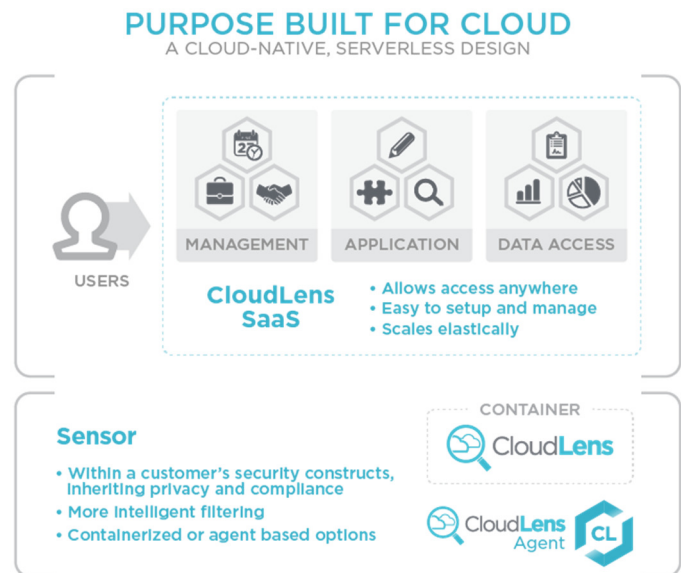 PURPOSE BUILT FOR CLOUD
A CLOUD-NATIVE, SERVERLESS DESIGN
27
MANAGEMENT
APPLICATION
DATA ACCESS
USERS
CloudLens
SaaS
• Allows access anywhere
• Easy to setup and manage
• Scales elastically
Sensor
• Within a customer's security constructs,
inheriting privacy and compliance
• More intelligent filtering
• Containerized or agent based options
CONTAINER
CloudLens
CloudLens
Agent
CL